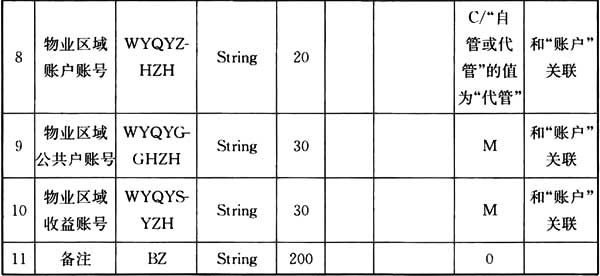 8 物业区域账户账号 WYQYZ-HZH String 20 C/“自管或代管”的值为“代管” 和“账户”关联
9 物业区域公共户账号 WYQYG-GHZH String 30 M 和“账户”关联
10 物业区域收益账号 WYQYS-YZH String 30 M 和“账户”关联
11 备注 BZ String 200 0